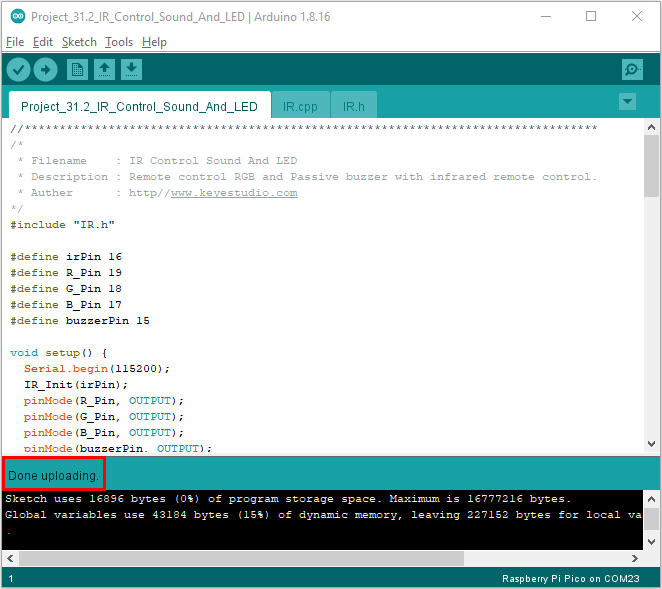 Project_31.2_IR_Control_Sound_And_LED | Arduino 1.8.16
File Edit Sketch Tools Help
Project_31.2_IR_Control_Sound_And_LED IR.cpp IR.h
//**********************************************************************************
/*
 * Filename    : IR Control Sound And LED
 * Description : Remote control RGB and Passive buzzer with infrared remote control.
 * Auther      : http//www.keyestudio.com
*/
#include "IR.h"
#define irPin 16
#define R_Pin 19
#define G_Pin 18
#define B_Pin 17
#define buzzerPin 15
void setup() {
  Serial.begin(115200);
  IR_Init(irPin);
  pinMode(R_Pin, OUTPUT);
  pinMode(G_Pin, OUTPUT);
  pinMode(B_Pin, OUTPUT);
  pinMode(buzzerPin, OUTPUT);
Done uploading.
Sketch uses 16896 bytes (0%) of program storage space. Maximum is 16777216 bytes.
Global variables use 43184 bytes (15%) of dynamic memory, leaving 227152 bytes for local va
.
1 Raspberry Pi Pico on COM23